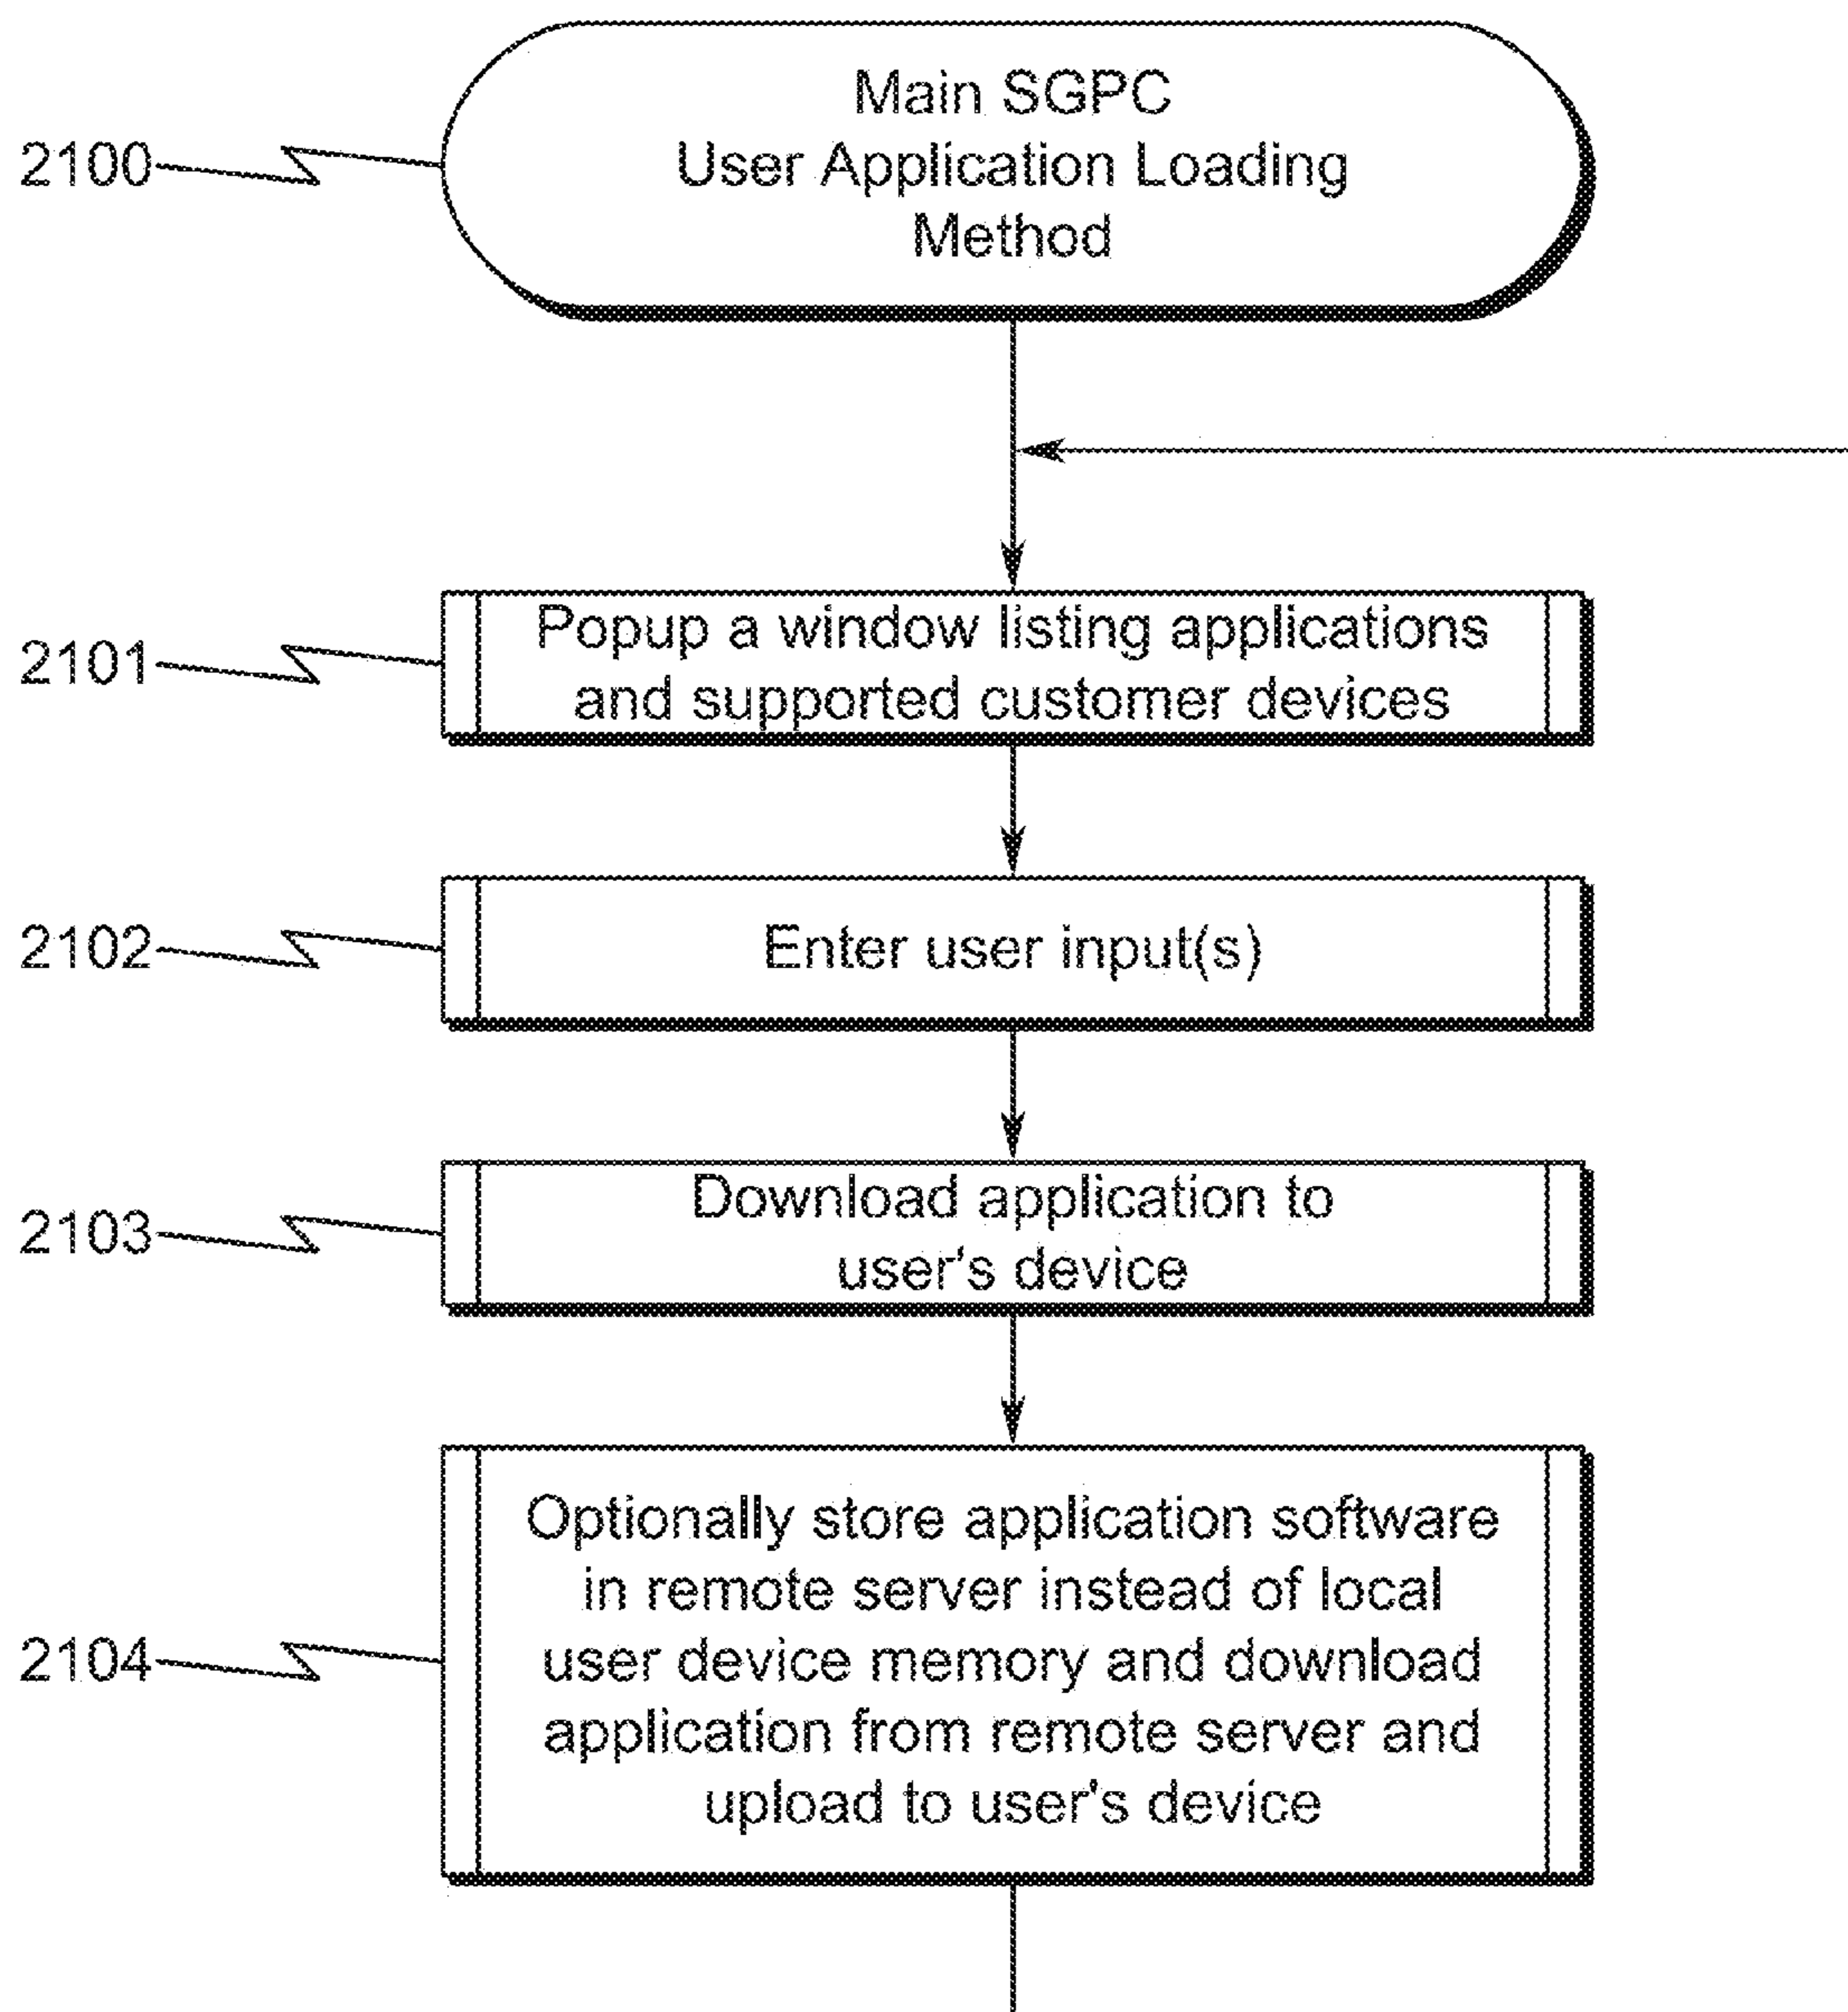 Main SGPC
2100
User Application Loading
Method
Popup a window listing applications
2101
and supported customer devices
2102
Enter user input(s)
Download application to
2103
user's device
Optionally store application software
in remote server instead of local
2104
user device memory and download
application from remote server and
upload to user's device